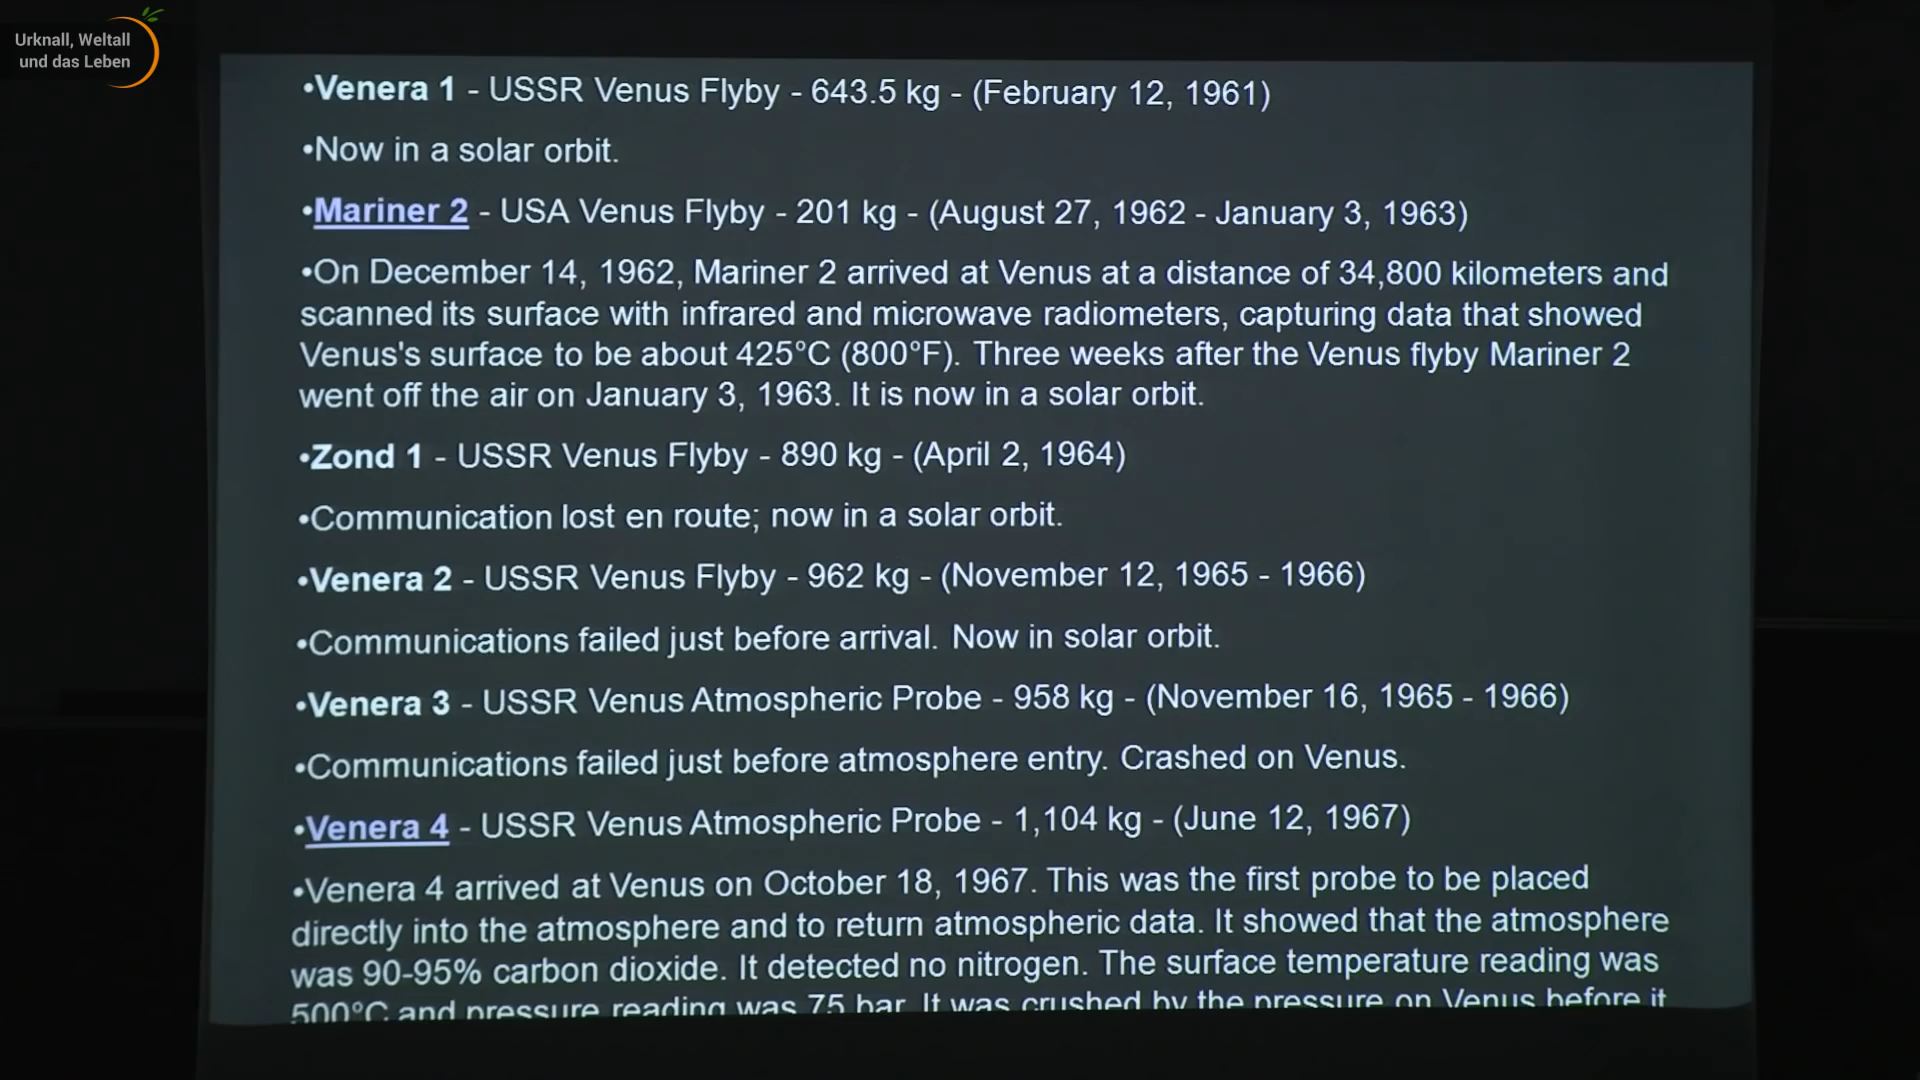 Urknall, Weltall
und das Leben
•Venera 1 - USSR Venus Flyby - 643.5 kg - (February 12, 1961)
•Now in a solar orbit.
•Mariner 2 - USA Venus Flyby - 201 kg - (August 27, 1962 - January 3, 1963)
•On December 14, 1962, Mariner 2 arrived at Venus at a distance of 34,800 kilometers and
scanned its surface with infrared and microwave radiometers, capturing data that showed
Venus's surface to be about 425°C (800°F). Three weeks after the Venus flyby Mariner 2
went off the air on January 3, 1963. It is now in a solar orbit.
•Zond 1 - USSR Venus Flyby - 890 kg - (April 2, 1964)
•Communication lost en route; now in a solar orbit.
•Venera 2 - USSR Venus Flyby - 962 kg - (November 12, 1965 - 1966)
•Communications failed just before arrival. Now in solar orbit.
•Venera 3 - USSR Venus Atmospheric Probe - 958 kg - (November 16, 1965 - 1966)
•Communications failed just before atmosphere entry. Crashed on Venus.
•Venera 4 - USSR Venus Atmospheric Probe - 1,104 kg - (June 12, 1967)
•Venera 4 arrived at Venus on October 18, 1967. This was the first probe to be placed
directly into the atmosphere and to return atmospheric data. It showed that the atmosphere
was 90-95% carbon dioxide. It detected no nitrogen. The surface temperature reading was
500°C and pressure reading was 75 bar. It was crushed by the pressure on Venus before it